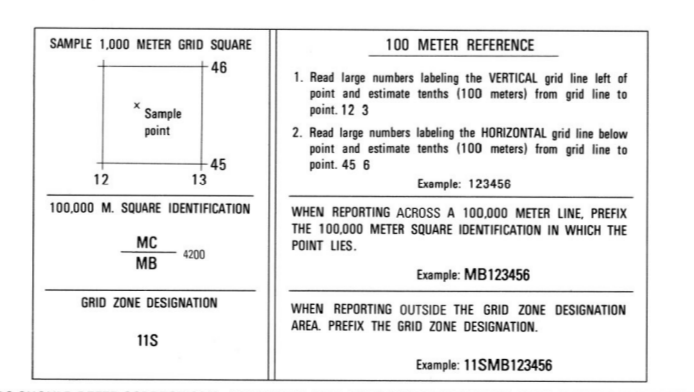 SAMPLE 1,000 METER GRID SQUARE
46
x
Sample
point
45
12 13
100,000 M. SQUARE IDENTIFICATION
MC
4200
MB
GRID ZONE DESIGNATION
11S
100 METER REFERENCE
1. Read large numbers labeling the VERTICAL grid line left of
point and estimate tenths (100 meters) from grid line to
point. 12 3
2. Read large numbers labeling the HORIZONTAL grid line below
point and estimate tenths (100 meters) from grid line to
point. 45 6
Example: 123456
WHEN REPORTING ACROSS A 100,000 METER LINE, PREFIX
THE 100,000 METER SQUARE IDENTIFICATION IN WHICH THE
POINT LIES.
Example: MB123456
WHEN REPORTING OUTSIDE THE GRID ZONE DESIGNATION
AREA. PREFIX THE GRID ZONE DESIGNATION.
Example: 11SMB123456